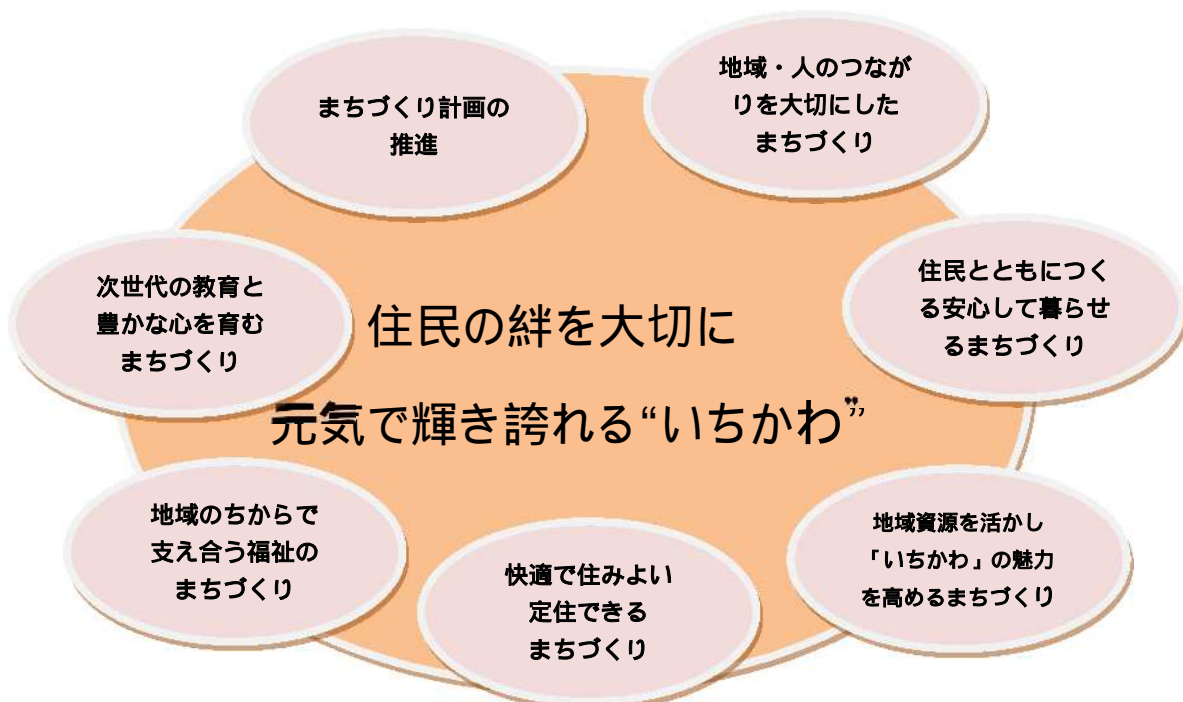 まちづくり計画の
推進
地域・人のつなが
りを大切にした
まちづくり
次世代の教育と
豊かな心を育む
まちづくり
住民とともにつく
る安心して暮らせ
るまちづくり
住民の絆を大切に
元気で輝き誇れる“いちかわ”
地域のちからで
支え合う福祉の
まちづくり
快適で住みよい
定住できる
まちづくり
地域資源を活かし
「いちかわ」の魅力
を高めるまちづくり